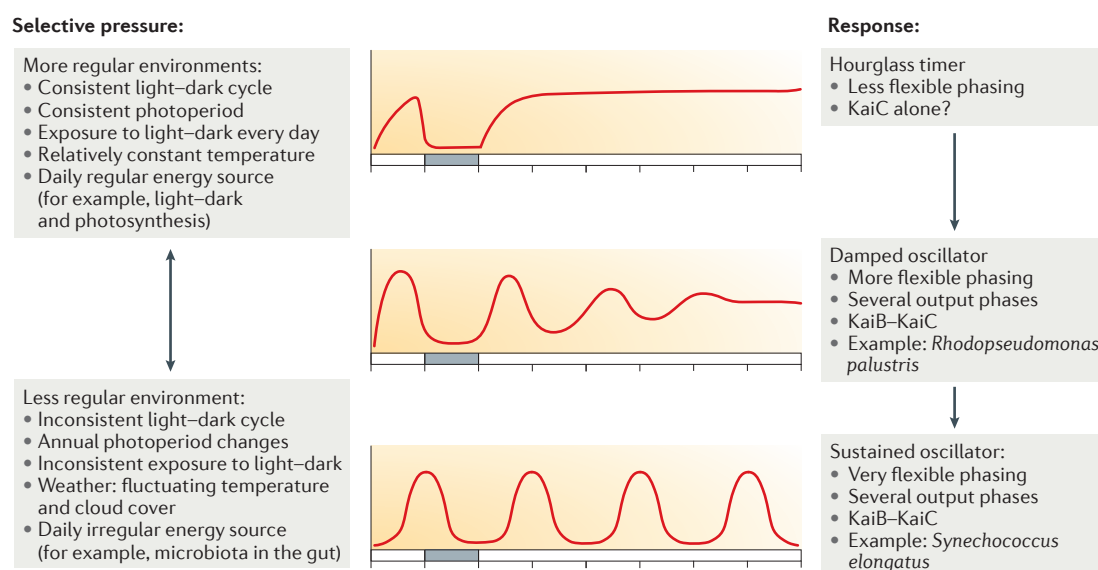 Selective pressure:
More regular environments:
• Consistent light–dark cycle
• Consistent photoperiod
• Exposure to light–dark every day
• Relatively constant temperature
• Daily regular energy source
(for example, light–dark
and photosynthesis)
Less regular environment:
• Inconsistent light–dark cycle
• Annual photoperiod changes
• Inconsistent exposure to light–dark
• Weather: fluctuating temperature
and cloud cover
• Daily irregular energy source
(for example, microbiota in the gut)
Response:
Hourglass timer
• Less flexible phasing
• KaiC alone?
Damped oscillator
• More flexible phasing
• Several output phases
• KaiB–KaiC
• Example: Rhodopseudomonas
palustris
Sustained oscillator:
• Very flexible phasing
• Several output phases
• KaiB–KaiC
• Example: Synechococcus
elongatus